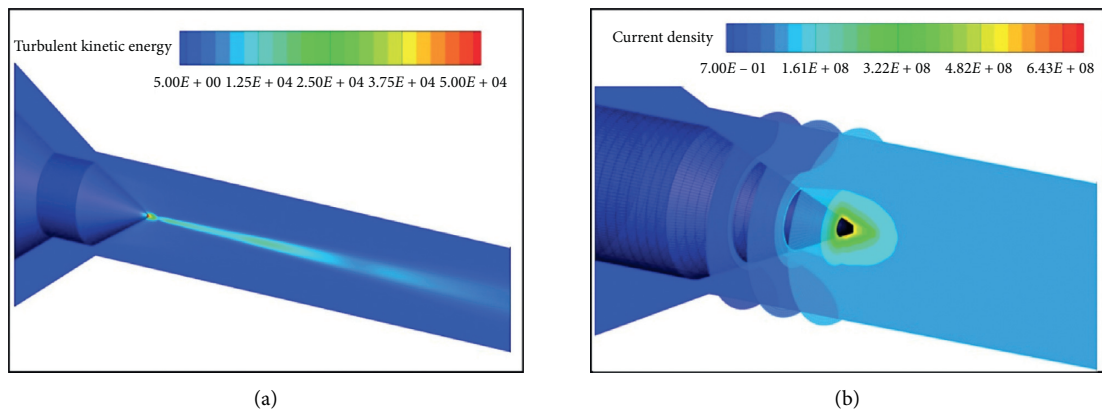 Turbulent kinetic energy
5.00E + 00 1.25E + 04 2.50E + 04 3.75E + 04 5.00E + 04
(a)
Current density
7.00E – 01 1.61E + 08 3.22E + 08 4.82E + 08 6.43E + 08
(b)